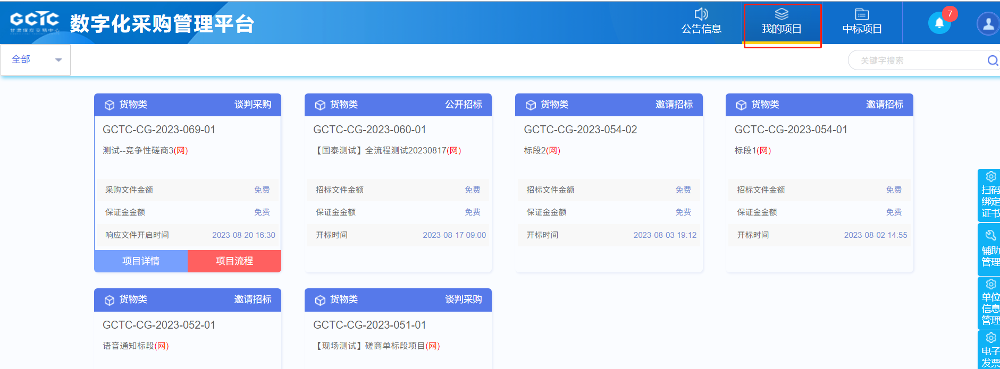 GCTC
甘肃煤炭交易中心
数字化采购管理平台
公告信息
我的项目
中标项目
7
全部
关键字搜索
货物类 谈判采购
GCTC-CG-2023-069-01
测试--竞争性磋商3(网)
采购文件金额 免费
保证金金额 免费
响应文件开启时间 2023-08-20 16:30
项目详情 项目流程
货物类 公开招标
GCTC-CG-2023-060-01
【国泰测试】全流程测试20230817(网)
招标文件金额 免费
保证金金额 免费
开标时间 2023-08-17 09:00
货物类 邀请招标
GCTC-CG-2023-054-02
标段2(网)
招标文件金额 免费
保证金金额 免费
开标时间 2023-08-03 19:12
货物类 邀请招标
GCTC-CG-2023-054-01
标段1(网)
招标文件金额 免费
保证金金额 免费
开标时间 2023-08-02 14:55
货物类 邀请招标
GCTC-CG-2023-052-01
语音通知标段(网)
货物类 谈判采购
GCTC-CG-2023-051-01
【现场测试】磋商单标段项目(网)
扫码
绑定
证书
辅助
管理
单位
信息
管理
电子
发票